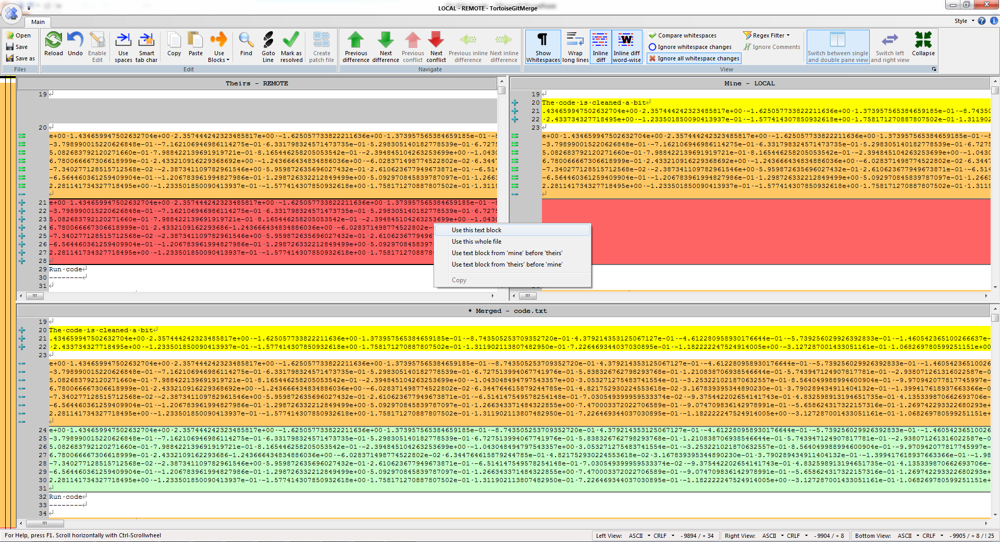 LOCAL - REMOTE - TortoiseGitMerge
Main
Style
Open
Save
Save as
Files
Reload
Undo
Enable Edit
Use spaces
Smart tab char
Copy
Paste
Use Blocks
Find
Goto Line
Mark as resolved
Create patch file
Edit
Previous difference
Next difference
Previous conflict
Next conflict
Previous inline difference
Next inline difference
Navigate
Show Whitespaces
Wrap long lines
Inline diff
Inline diff word-wise
Compare whitespaces
Ignore whitespace changes
Ignore all whitespace changes
Regex Filter
Ignore Comments
Switch between single and double pane view
Switch left and right view
Collapse
View
Theirs - REMOTE
19
20
e+00·1.434659947502632704e+00·2.357444242323485817e+00·-1.625057733822211636e+00·1.373957565384659185e-01·-8
-3.798990015220626848e-01·-7.162106946986114275e-01·6.331798324571473735e-01·5.298305140182778539e-01·6.7275
5.082683792120271660e-01·7.988422139691919721e-01·8.165446258205053542e-01·-2.394845104263253699e+00·-1.0430
6.780066667306618999e-01·2.433210916229368692e+00·-1.243666434834886036e+00·-6.028371498774522802e-02·6.3447
-7.340277128515712568e-02·-2.387341109782961546e+00·5.959872635696027432e-01·2.610623677949673871e-01·-6.514
-6.564460361259409904e-01·-1.206783961994827986e-01·1.298726332212849499e+00·5.092970845839787097e-01·1.2663
2.281141734327718495e+00·-1.233501850090413937e-01·-1.577414307850932618e+00·1.758171270887807502e-01·1.3119
21 e+00·1.434659947502632704e+00·2.357444242323485817e+00·-1.625057733822211636e+00·1.373957565384659185e-01·-8
22 -3.798990015220626848e-01·-7.162106946986114275e-01·6.331798324571473735e-01·5.298305140182778539e-01·6.7275
23 5.082683792120271660e-01·7.988422139691919721e-01·8.165446258205053542e-01·-2.394845104263253699e+00·-1.0430
24 6.780066667306618999e-01·2.4332109162293686-1.243666434834886036e+00·-6.028371498774522802e-0
25 -7.340277128515712568e-02·-2.387341109782961546e+00·5.959872635696027432e-01·2.6106236779496
26 -6.564460361259409904e-01·-1.206783961994827986e-01·1.298726332212849499e+00·5.0929708458397
27 2.281141734327718495e+00·-1.233501850090413937e-01·-1.577414307850932618e+00·1.7581712708878
28
29 Run·code
30 --------
31
Use this text block
Use this whole file
Use text block from 'mine' before 'theirs'
Use text block from 'theirs' before 'mine'
Copy
Mine - LOCAL
19
20 The·code·is·cleaned·a·bit
21 .434659947502632704e+00·2.357444242323485817e+00·-1.625057733822211636e+00·1.373957565384659185e-01·-8.74350
22 ·2.433734327718495e+00·-1.233501850090413937e-01·-1.577414307850932618e+00·1.758171270887807502e-01·1.311902
23
e+00·1.434659947502632704e+00·2.357444242323485817e+00·-1.625057733822211636e+00·1.373957565384659185e-01·-8
-3.798990015220626848e-01·-7.162106946986114275e-01·6.331798324571473735e-01·5.298305140182778539e-01·6.7275
5.082683792120271660e-01·7.988422139691919721e-01·8.165446258205053542e-01·-2.394845104263253699e+00·-1.0430
6.780066667306618999e-01·2.433210916229368692e+00·-1.243666434834886036e+00·-6.028371498774522802e-02·6.3447
-7.340277128515712568e-02·-2.387341109782961546e+00·5.959872635696027432e-01·2.610623677949673871e-01·-6.514
-6.564460361259409904e-01·-1.206783961994827986e-01·1.298726332212849499e+00·5.092970845839787097e-01·1.2663
2.281141734327718495e+00·-1.233501850090413937e-01·-1.577414307850932618e+00·1.758171270887807502e-01·1.3119
* Merged - code.txt
19
20 The·code·is·cleaned·a·bit
21 .434659947502632704e+00·2.357444242323485817e+00·-1.625057733822211636e+00·1.373957565384659185e-01·-8.743505253709352720e-01·4.379214353125067127e-01·-4.612280958930176644e-01·-5.739256029926392833e-01·-1.460542365100266637e-
22 ·2.433734327718495e+00·-1.233501850090413937e-01·-1.577414307850932618e+00·1.758171270887807502e-01·1.311902113807482950e-01·7.226469344037030895e-01·-1.182222247524914005e+00·-3.127287001433051161e-01·1.068269780599251151e+00
23
e+00·1.434659947502632704e+00·2.357444242323485817e+00·-1.625057733822211636e+00·1.373957565384659185e-01·-8.743505253709352720e-01·4.379214353125067127e-01·-4.612280958930176644e-01·-5.739256029926392833e-01·-1.46054236510026
-3.798990015220626848e-01·-7.162106946986114275e-01·6.331798324571473735e-01·5.298305140182778539e-01·6.727513994067741976e-01·5.838326762798293768e-01·1.210838706938546644e-01·5.743947124907817781e-01·-2.938071261316022587e-0
5.082683792120271660e-01·7.988422139691919721e-01·8.165446258205053542e-01·-2.394845104263253699e+00·-1.043048494797543357e+00·3.053271275483741554e-01·-3.253221021870632557e-01·8.564049988994600904e-01·-9.970942077817745997e-
6.780066667306618999e-01·2.433210916229368692e+00·-1.243666434834886036e+00·-6.028371498774522802e-02·6.344764615879244785e-01·4.821752930224553618e-02·3.167839395344890230e-01·3.790289434911404132e-01·-1.399417618937663366e-0
-7.340277128515712568e-02·-2.387341109782961546e+00·5.959872635696027432e-01·2.610623677949673871e-01·-6.514147549578254148e-01·7.030549399959533374e-02·-9.375442202654141743e-01·4.832598913194651735e-01·4.135339870662693706e-
-6.564460361259409904e-01·-1.206783961994827986e-01·1.298726332212849499e+00·5.092970845839787097e-01·1.266343371484322855e+00·7.470003372022706589e-01·-9.074709836142978991e-01·5.658624317322157316e-01·1.269742293322680293e+
2.281141734327718495e+00·-1.233501850090413937e-01·-1.577414307850932618e+00·1.758171270887807502e-01·1.311902113807482950e-01·7.226469344037030895e-01·-1.182222247524914005e+00·-3.127287001433051161e-01·1.068269780599251151e+
24 e+00·1.434659947502632704e+00·2.357444242323485817e+00·-1.625057733822211636e+00·1.373957565384659185e-01·-8.743505253709352720e-01·4.379214353125067127e-01·-4.612280958930176644e-01·-5.739256029926392833e-01·-1.46054236510026
25 -3.798990015220626848e-01·-7.162106946986114275e-01·6.331798324571473735e-01·5.298305140182778539e-01·6.727513994067741976e-01·5.838326762798293768e-01·1.210838706938546644e-01·5.743947124907817781e-01·-2.938071261316022587e-0
26 5.082683792120271660e-01·7.988422139691919721e-01·8.165446258205053542e-01·-2.394845104263253699e+00·-1.043048494797543357e+00·3.053271275483741554e-01·-3.253221021870632557e-01·8.564049988994600904e-01·-9.970942077817745997e-
27 6.780066667306618999e-01·2.4332109162293686-1.243666434834886036e+00·-6.028371498774522802e-02·6.344764615879244785e-01·4.821752930224553618e-02·3.167839395344890230e-01·3.790289434911404132e-01·-1.399417618937663366e-01·-1.98
28 -7.340277128515712568e-02·-2.387341109782961546e+00·5.959872635696027432e-01·2.610623677949673871e-01·-6.514147549578254148e-01·7.030549399959533374e-02·-9.375442202654141743e-01·4.832598913194651735e-01·4.135339870662693706e-
29 -6.564460361259409904e-01·-1.206783961994827986e-01·1.298726332212849499e+00·5.092970845839787097e-01·1.266343371484322855e+00·7.470003372022706589e-01·-9.074709836142978991e-01·5.658624317322157316e-01·1.269742293322680293e+
30 2.281141734327718495e+00·-1.233501850090413937e-01·-1.577414307850932618e+00·1.758171270887807502e-01·1.311902113807482950e-01·7.226469344037030895e-01·-1.182222247524914005e+00·-3.127287001433051161e-01·1.068269780599251151e+
31
32 Run·code
33 --------
34
For Help, press F1. Scroll horizontally with Ctrl-Scrollwheel
Left View: ASCII CRLF -9894 / + 34
Right View: ASCII CRLF -9904 / + 8
Bottom View: ASCII CRLF -9905 / + 8 / ! 25